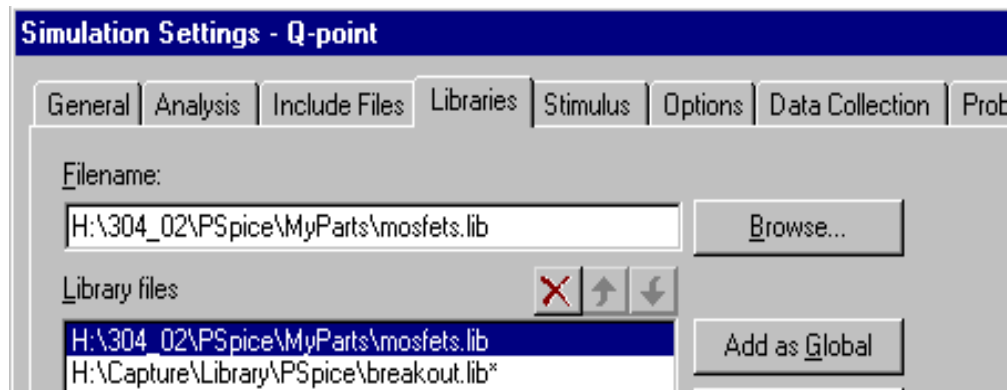 Simulation Settings - Q-point
General Analysis Include Files Libraries Stimulus Options Data Collection Prob
Filename:
H:\304_02\PSpice\MyParts\mosfets.lib Browse...
Library files
H:\304_02\PSpice\MyParts\mosfets.lib Add as Global
H:\Capture\Library\PSpice\breakout.lib*